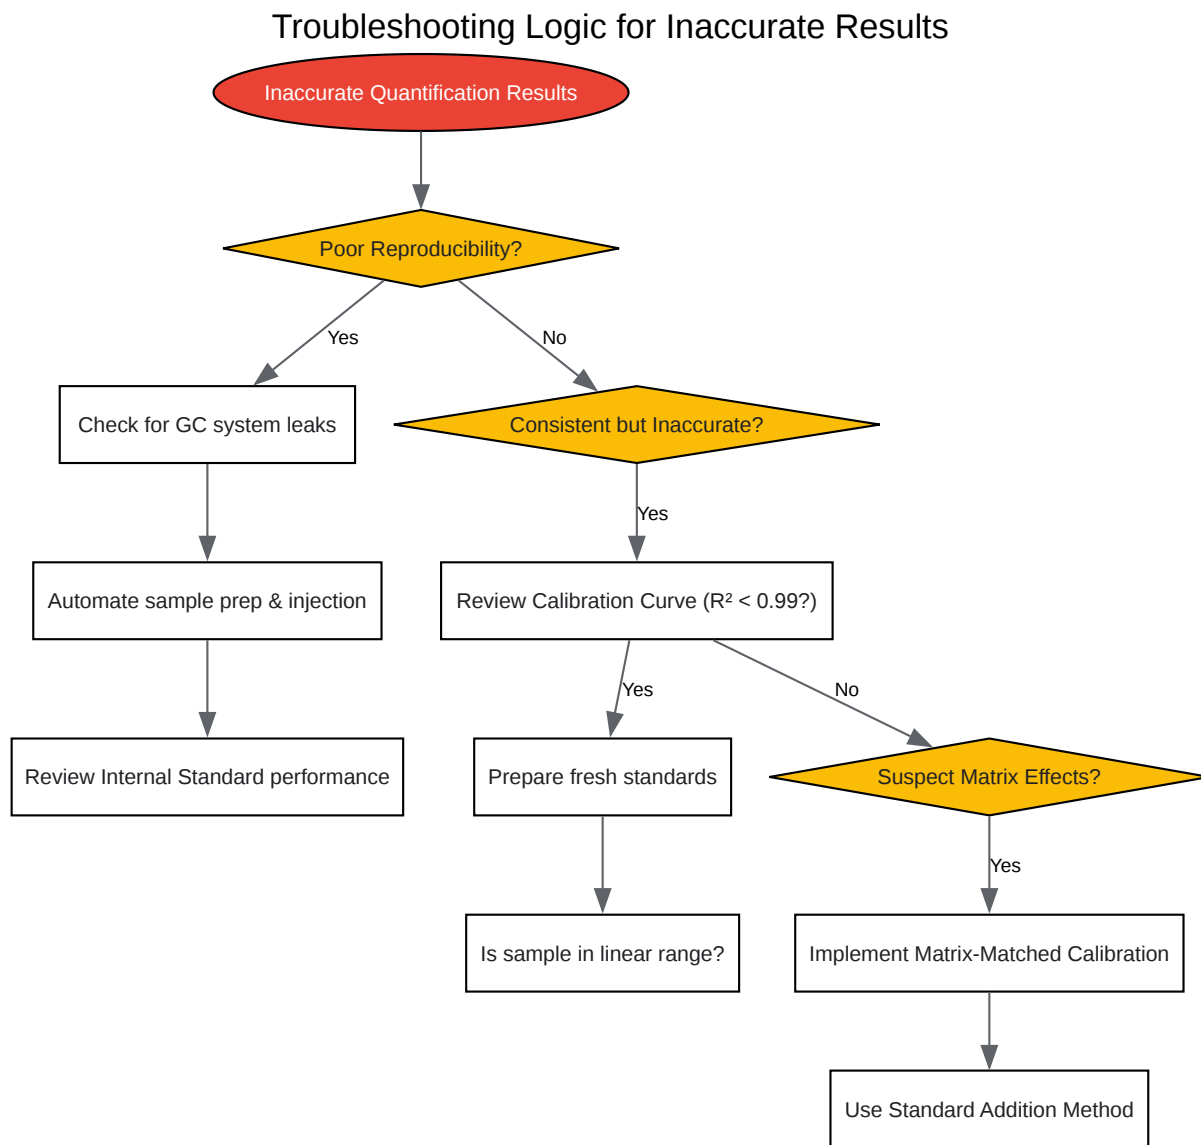 Troubleshooting Logic for Inaccurate Results
Inaccurate Quantification Results
Poor Reproducibility?
Yes
No
Check for GC system leaks
Consistent but Inaccurate?
Yes
Automate sample prep & injection
Review Calibration Curve (R² < 0.99?)
Yes
No
Review Internal Standard performance
Prepare fresh standards
Suspect Matrix Effects?
Yes
Is sample in linear range?
Implement Matrix-Matched Calibration
Use Standard Addition Method